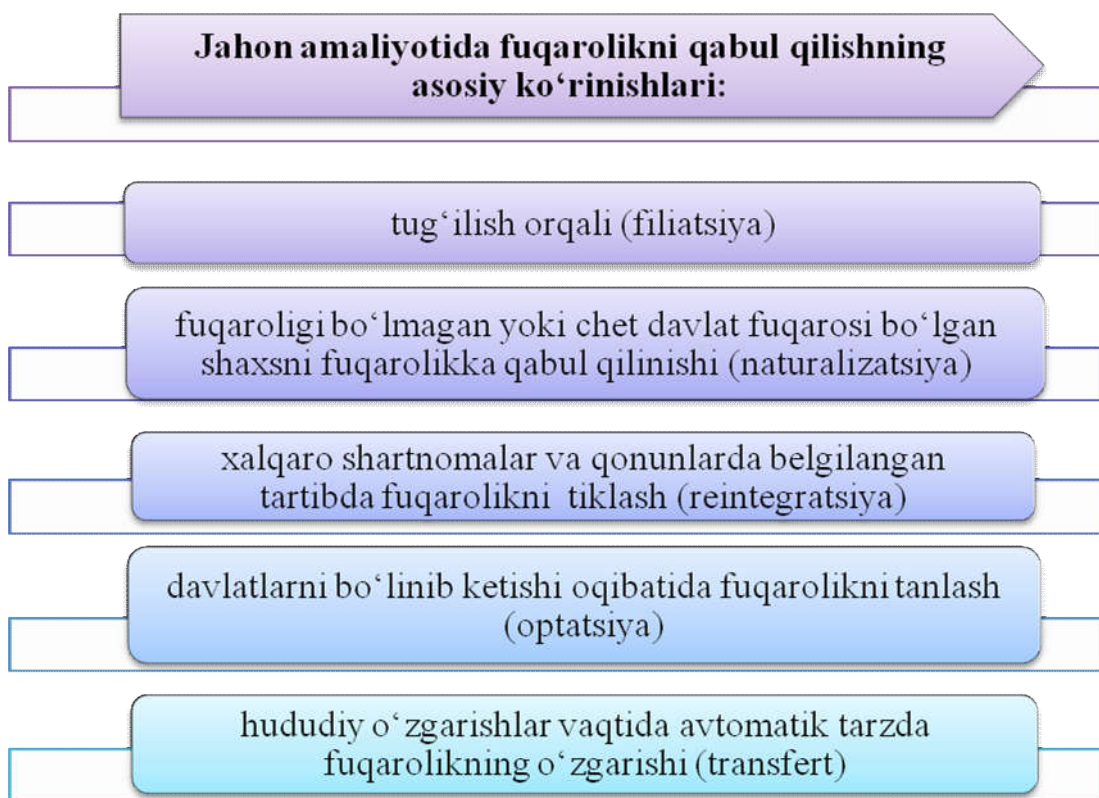 Jahon amaliyotida fuqarolikni qabul qilishning
asosiy ko‘rinishlari:
tug‘ilish orqali (filiatsiya)
fuqaroligi bo‘lmagan yoki chet davlat fuqarosi bo‘lgan
shaxsni fuqarolikka qabul qilinishi (naturalizatsiya)
xalqaro shartnomalar va qonunlarda belgilangan
tartibda fuqarolikni tiklash (reintegratsiya)
davlatlarni bo‘linib ketishi oqibatida fuqarolikni tanlash
(optatsiya)
hududiy o‘zgarishlar vaqtida avtomatik tarzda
fuqarolikning o‘zgarishi (transfert)